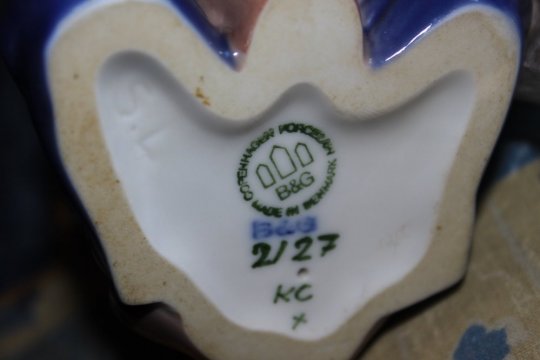 S.L
COPENHAGEN PORCELAIN
B&G
MADE IN DENMARK
B&G
2127
KC
x